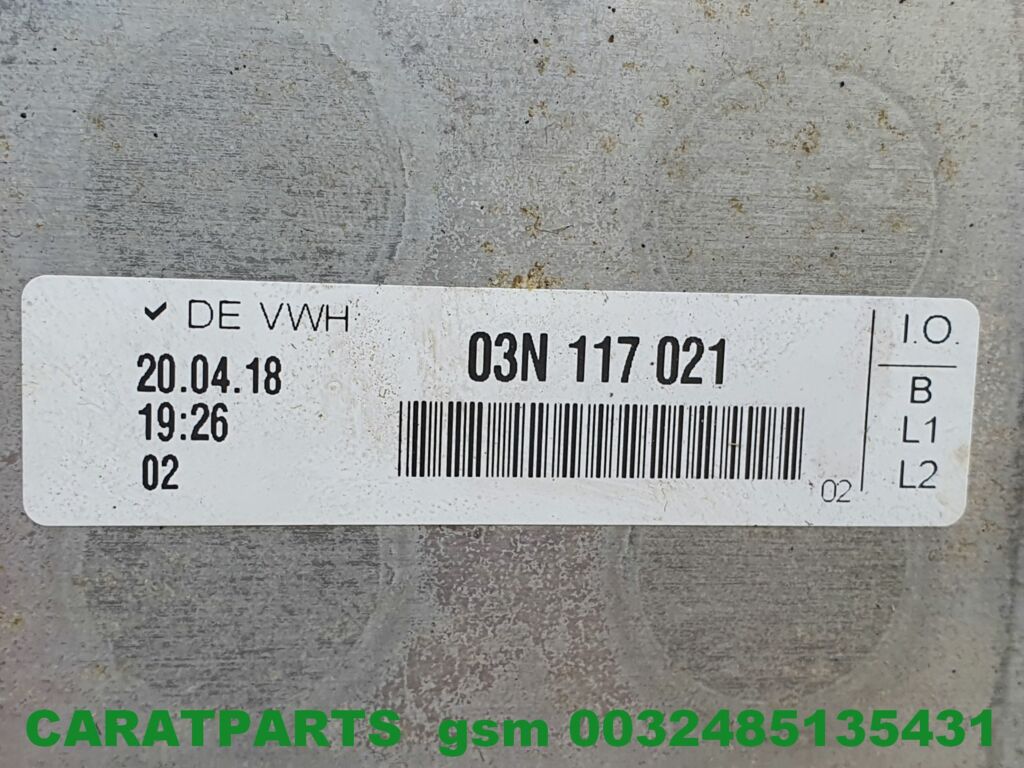 ✓ DE VWH
20.04.18
19:26
02
03N 117 021
02
I.O.
B
L1
L2
CARATPARTS gsm 0032485135431